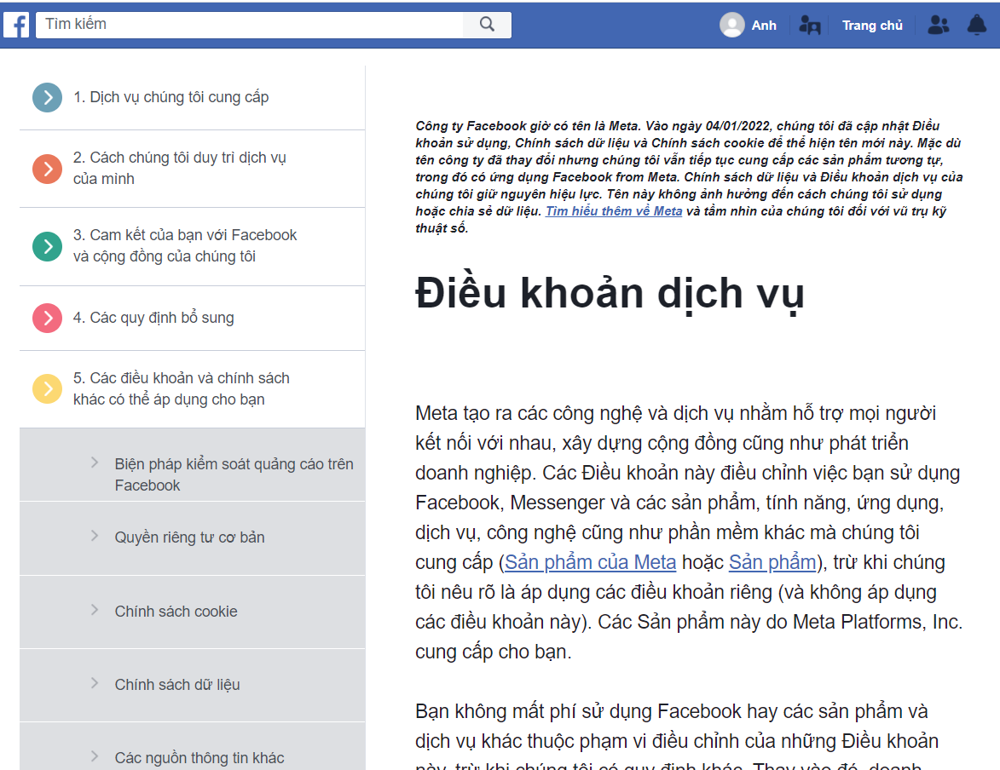 Tìm kiếm
Anh
Trang chủ
1. Dịch vụ chúng tôi cung cấp
2. Cách chúng tôi duy trì dịch vụ
của mình
3. Cam kết của bạn với Facebook
và cộng đồng của chúng tôi
4. Các quy định bổ sung
5. Các điều khoản và chính sách
khác có thể áp dụng cho bạn
Biện pháp kiểm soát quảng cáo trên
Facebook
Quyền riêng tư cơ bản
Chính sách cookie
Chính sách dữ liệu
Các nguồn thông tin khác
Công ty Facebook giờ có tên là Meta. Vào ngày 04/01/2022, chúng tôi đã cập nhật Điều
khoản sử dụng, Chính sách dữ liệu và Chính sách cookie để thể hiện tên mới này. Mặc dù
tên công ty đã thay đổi nhưng chúng tôi vẫn tiếp tục cung cấp các sản phẩm tương tự,
trong đó có ứng dụng Facebook from Meta. Chính sách dữ liệu và Điều khoản dịch vụ của
chúng tôi giữ nguyên hiệu lực. Tên này không ảnh hưởng đến cách chúng tôi sử dụng
hoặc chia sẻ dữ liệu. Tìm hiểu thêm về Meta và tầm nhìn của chúng tôi đối với vũ trụ kỹ
thuật số.
Điều khoản dịch vụ
Meta tạo ra các công nghệ và dịch vụ nhằm hỗ trợ mọi người
kết nối với nhau, xây dựng cộng đồng cũng như phát triển
doanh nghiệp. Các Điều khoản này điều chỉnh việc bạn sử dụng
Facebook, Messenger và các sản phẩm, tính năng, ứng dụng,
dịch vụ, công nghệ cũng như phần mềm khác mà chúng tôi
cung cấp (Sản phẩm của Meta hoặc Sản phẩm), trừ khi chúng
tôi nêu rõ là áp dụng các điều khoản riêng (và không áp dụng
các điều khoản này). Các Sản phẩm này do Meta Platforms, Inc.
cung cấp cho bạn.
Bạn không mất phí sử dụng Facebook hay các sản phẩm và
dịch vụ khác thuộc phạm vi điều chỉnh của những Điều khoản
này, trừ khi chúng tôi có quy định khác. Thay vào đó, doanh